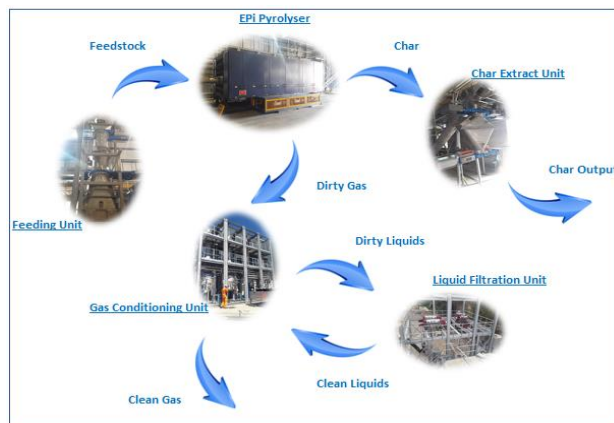 EPi Pyrolyser
Feedstock
Char
Char Extract Unit
Char Output
Dirty Gas
Feeding Unit
Dirty Liquids
Liquid Filtration Unit
Gas Conditioning Unit
Clean Liquids
Clean Gas